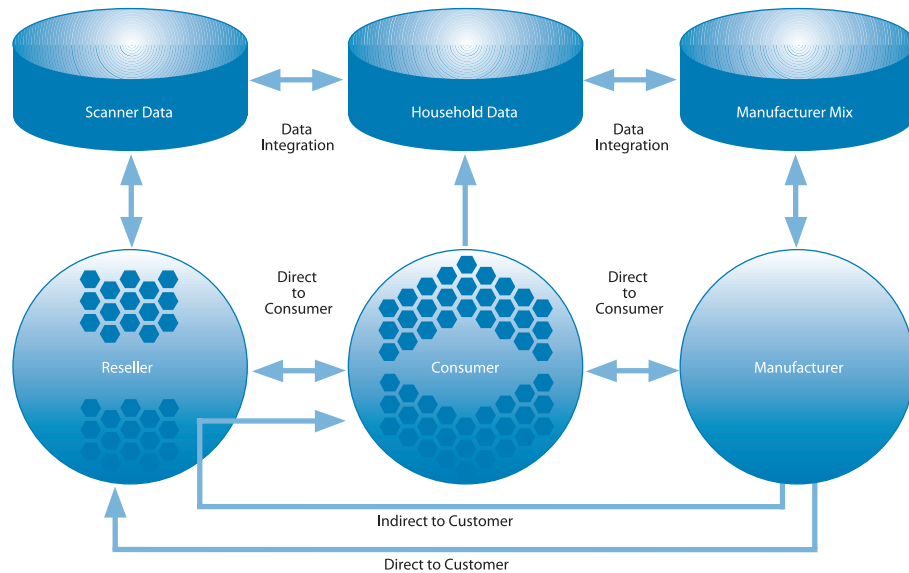 Scanner Data
Household Data
Manufacturer Mix
Data
Integration
Data
Integration
Direct
to
Consumer
Direct
to
Consumer
Reseller
Consumer
Manufacturer
Indirect to Customer
Direct to Customer